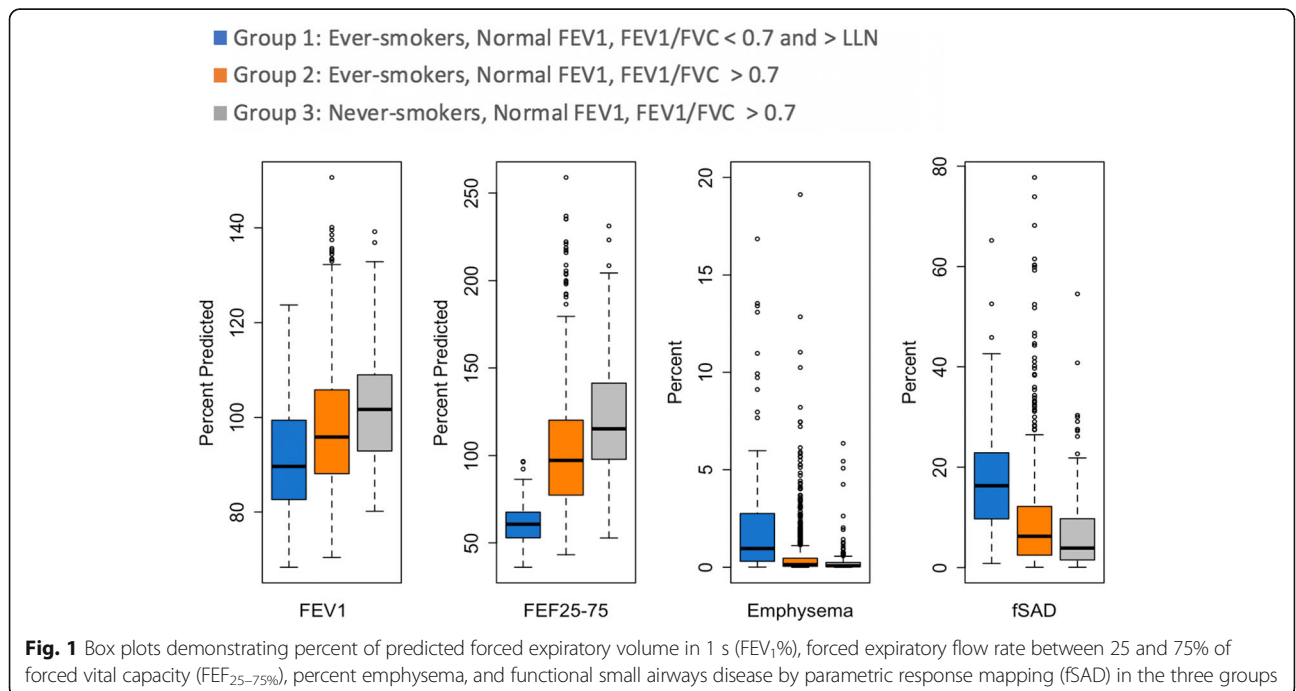 Group 1: Ever-smokers, Normal FEV1, FEV1/FVC < 0.7 and > LLN
Group 2: Ever-smokers, Normal FEV1, FEV1/FVC > 0.7
Group 3: Never-smokers, Normal FEV1, FEV1/FVC > 0.7
Percent Predicted
140
120
100
80
FEV1
Percent Predicted
250
200
150
100
50
FEF25-75
Percent
20
15
10
5
0
Emphysema
Percent
80
60
40
20
0
fSAD
Fig. 1 Box plots demonstrating percent of predicted forced expiratory volume in 1 s (FEV₁%), forced expiratory flow rate between 25 and 75% of
forced vital capacity (FEF₂₅₋₇₅%), percent emphysema, and functional small airways disease by parametric response mapping (fSAD) in the three groups